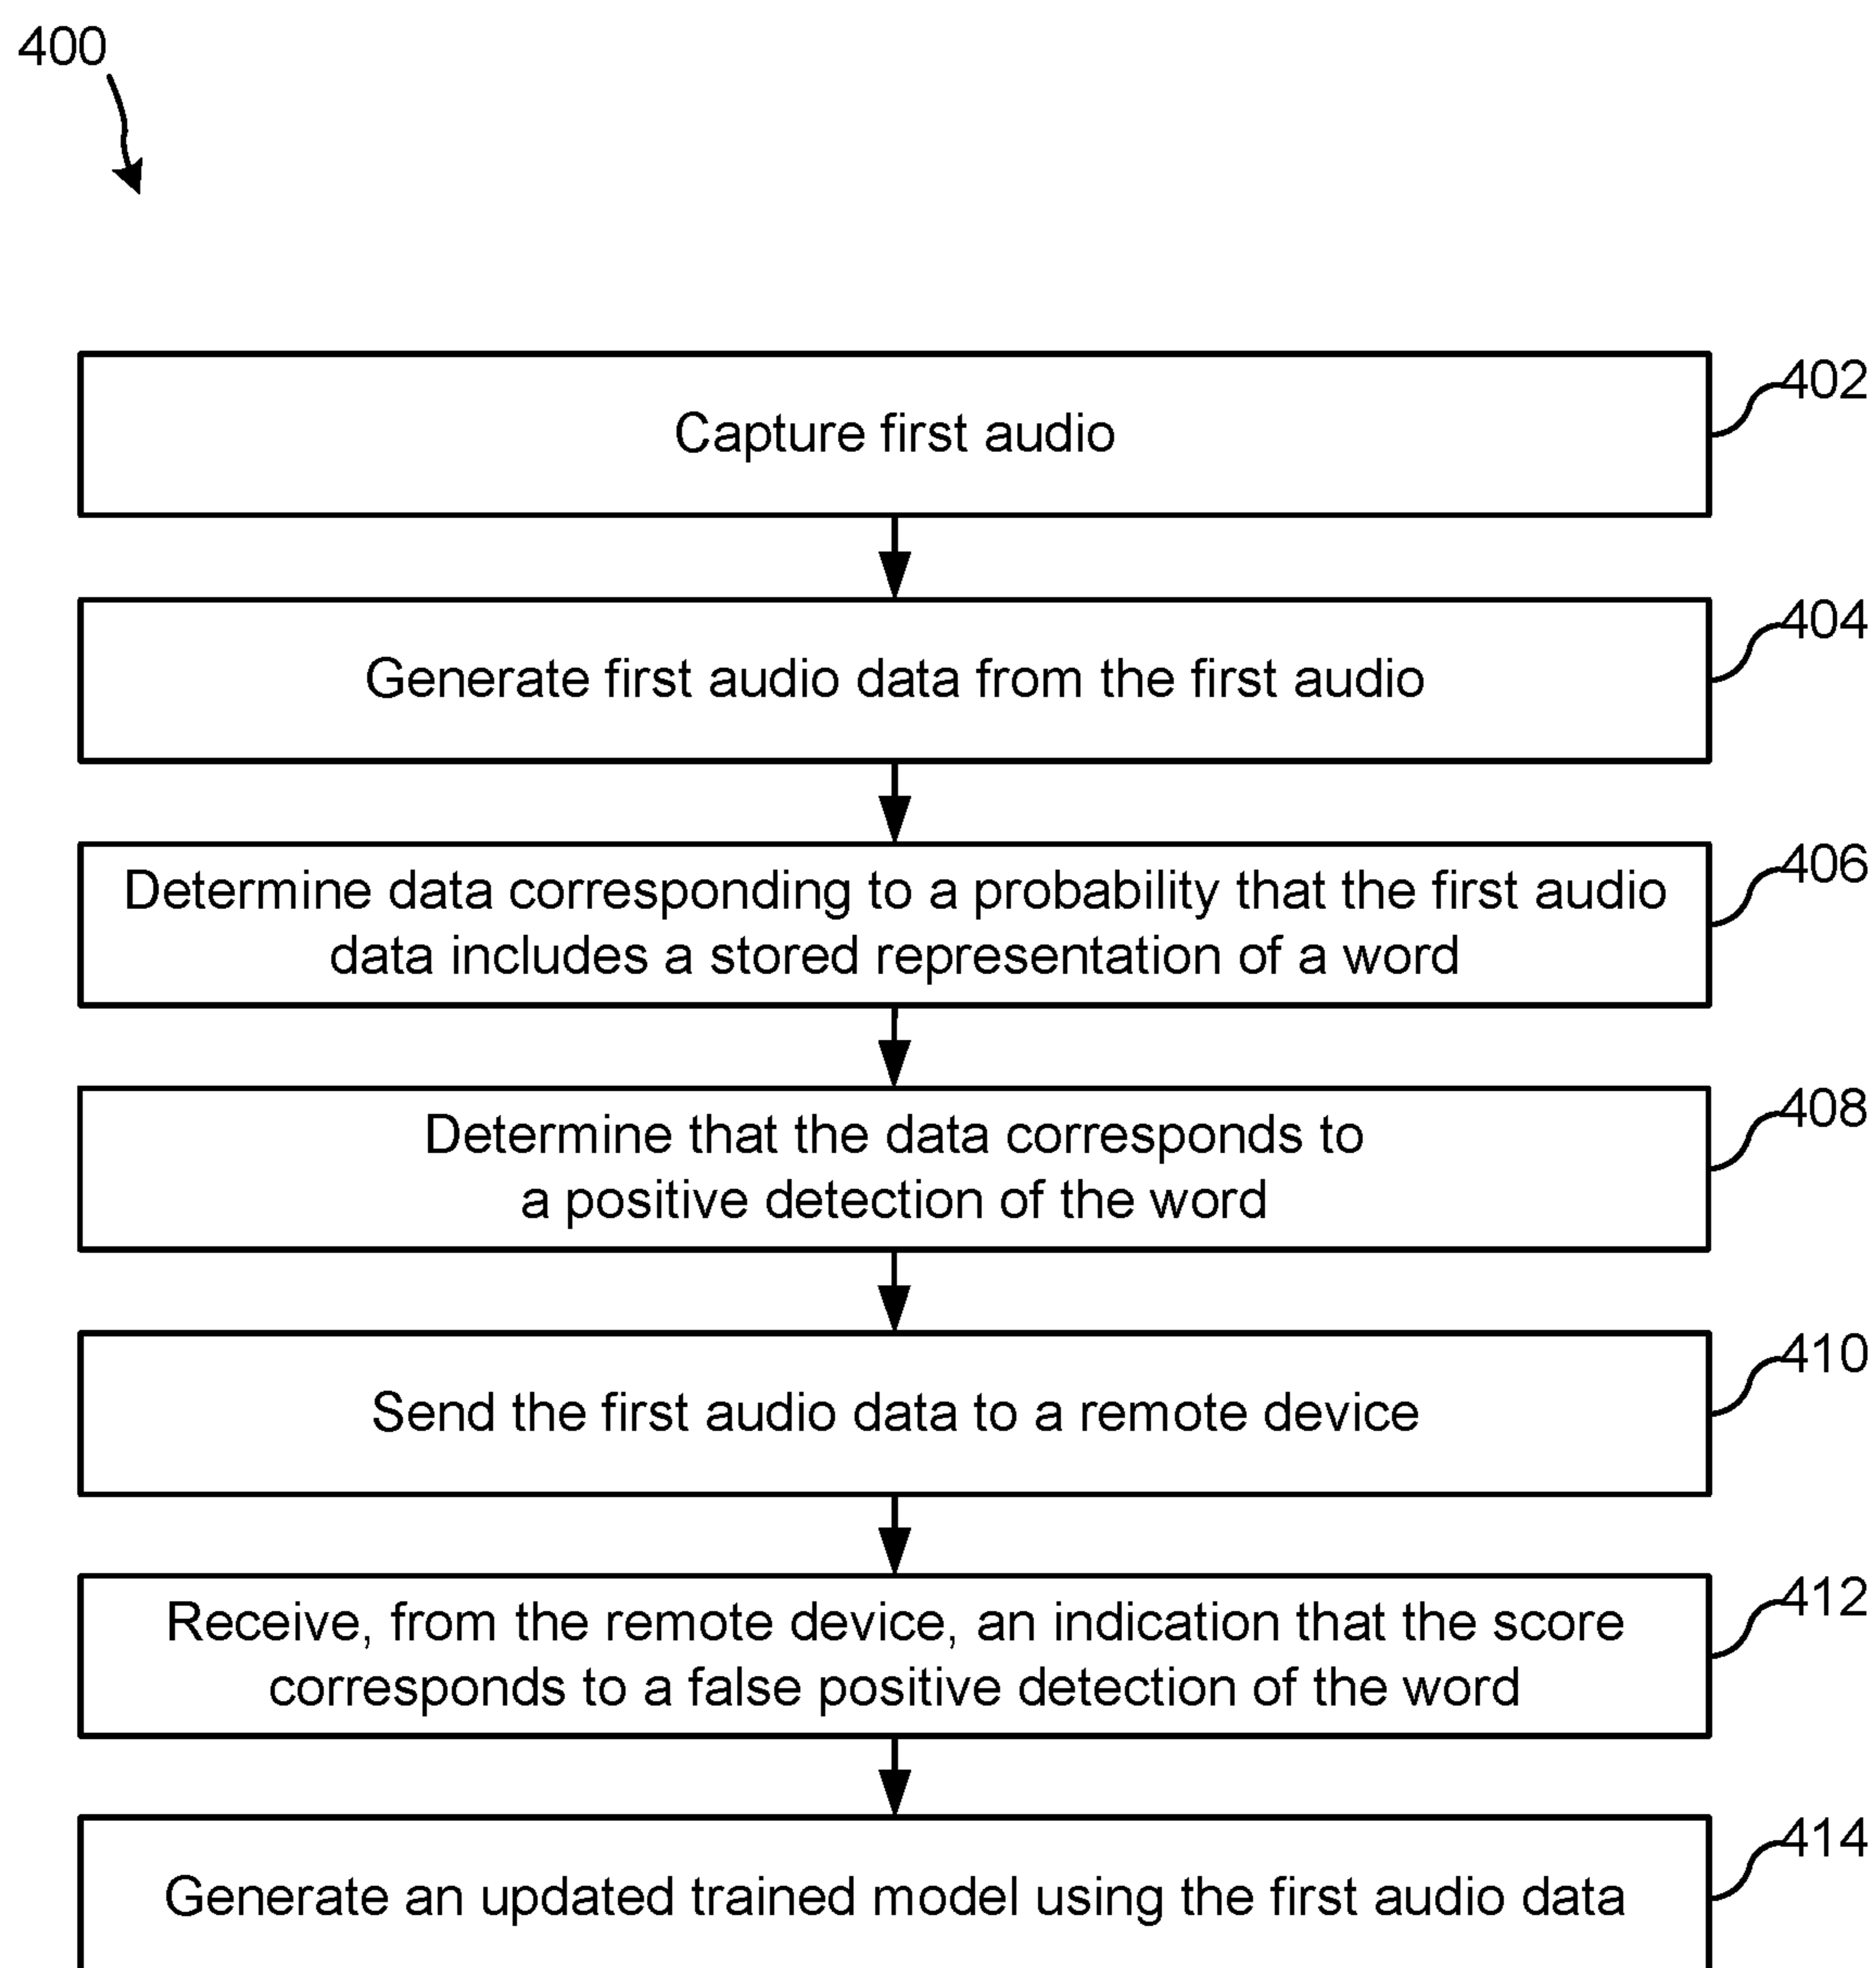 400
Capture first audio
402
Generate first audio data from the first audio
404
Determine data corresponding to a probability that the first audio
data includes a stored representation of a word
406
Determine that the data corresponds to
a positive detection of the word
408
Send the first audio data to a remote device
410
Receive, from the remote device, an indication that the score
corresponds to a false positive detection of the word
412
Generate an updated trained model using the first audio data
414